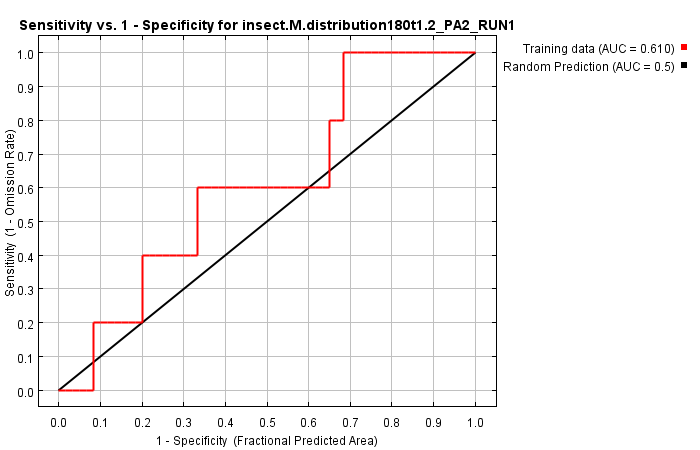 Sensitivity vs. 1 - Specificity for insect.M.distribution180t1.2_PA2_RUN1
Training data (AUC = 0.610)
Random Prediction (AUC = 0.5)
Sensitivity (1 - Omission Rate)
1.0
0.9
0.8
0.7
0.6
0.5
0.4
0.3
0.2
0.1
0.0
0.0 0.1 0.2 0.3 0.4 0.5 0.6 0.7 0.8 0.9 1.0
1 - Specificity (Fractional Predicted Area)